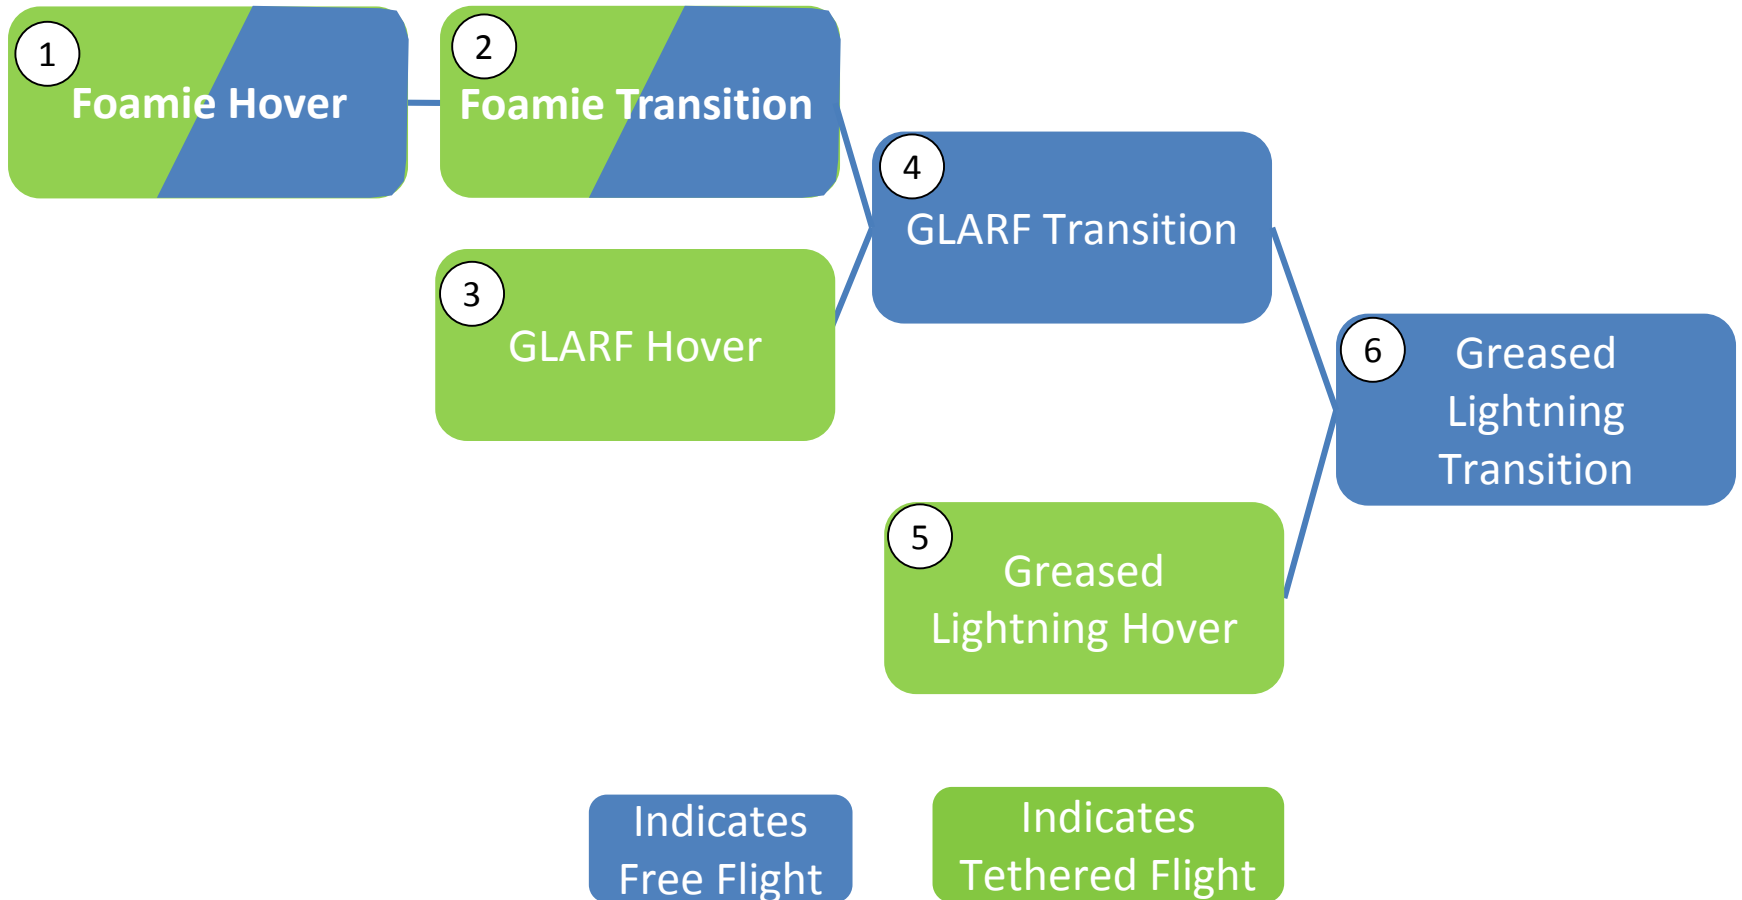 1
Foamie Hover
2
Foamie Transition
3
GLARF Hover
4
GLARF Transition
5
Greased
Lightning Hover
6
Greased
Lightning
Transition
Indicates
Free Flight
Indicates
Tethered Flight